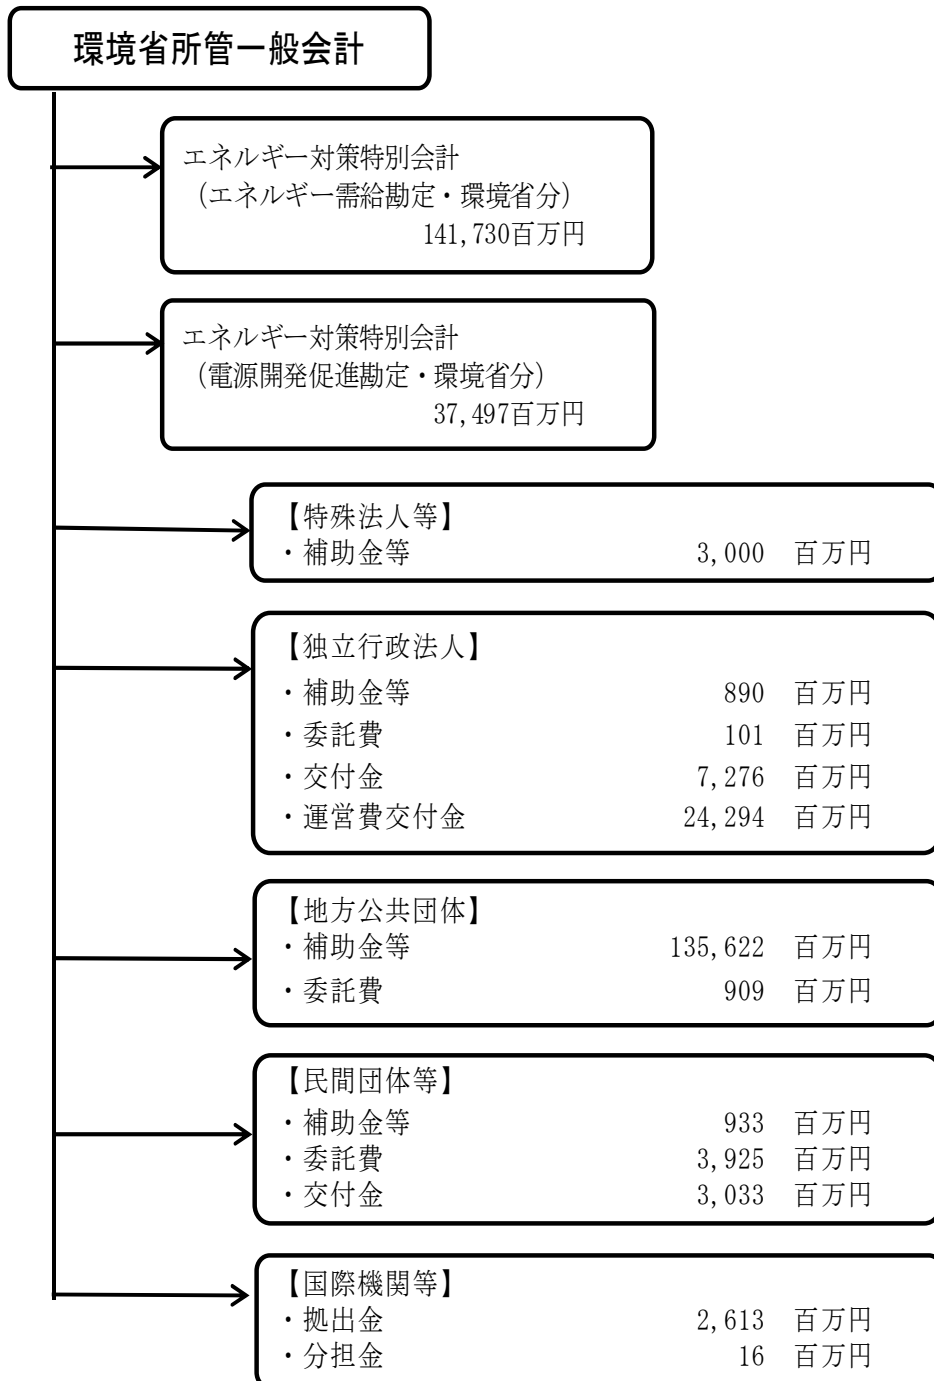 環境省所管一般会計
エネルギー対策特別会計
（エネルギー需給勘定・環境省分）
141,730百万円
エネルギー対策特別会計
（電源開発促進勘定・環境省分）
37,497百万円
【特殊法人等】
・補助金等 3,000 百万円
【独立行政法人】
・補助金等 890 百万円
・委託費 101 百万円
・交付金 7,276 百万円
・運営費交付金 24,294 百万円
【地方公共団体】
・補助金等 135,622 百万円
・委託費 909 百万円
【民間団体等】
・補助金等 933 百万円
・委託費 3,925 百万円
・交付金 3,033 百万円
【国際機関等】
・拠出金 2,613 百万円
・分担金 16 百万円